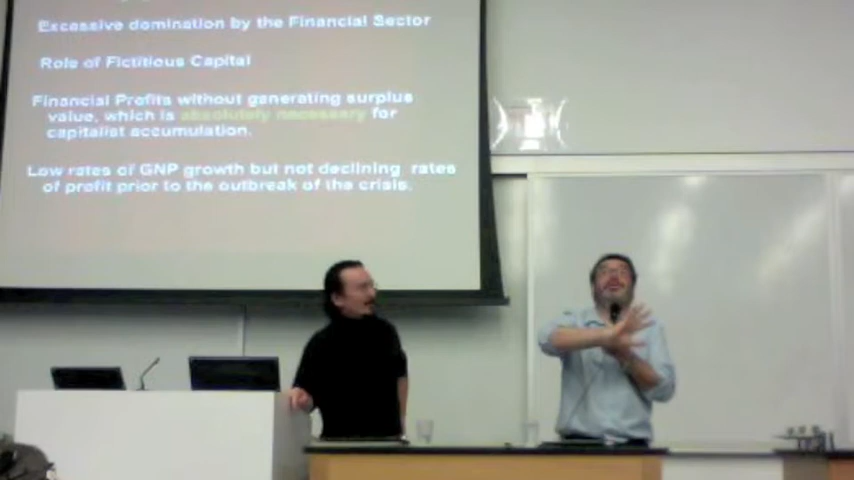 Excessive domination by the Financial Sector
Role of Fictitious Capital
Financial Profits without generating surplus
value, which is absolutely necessary for
capitalist accumulation.
Low rates of GNP growth but not declining rates
of profit prior to the outbreak of the crisis.